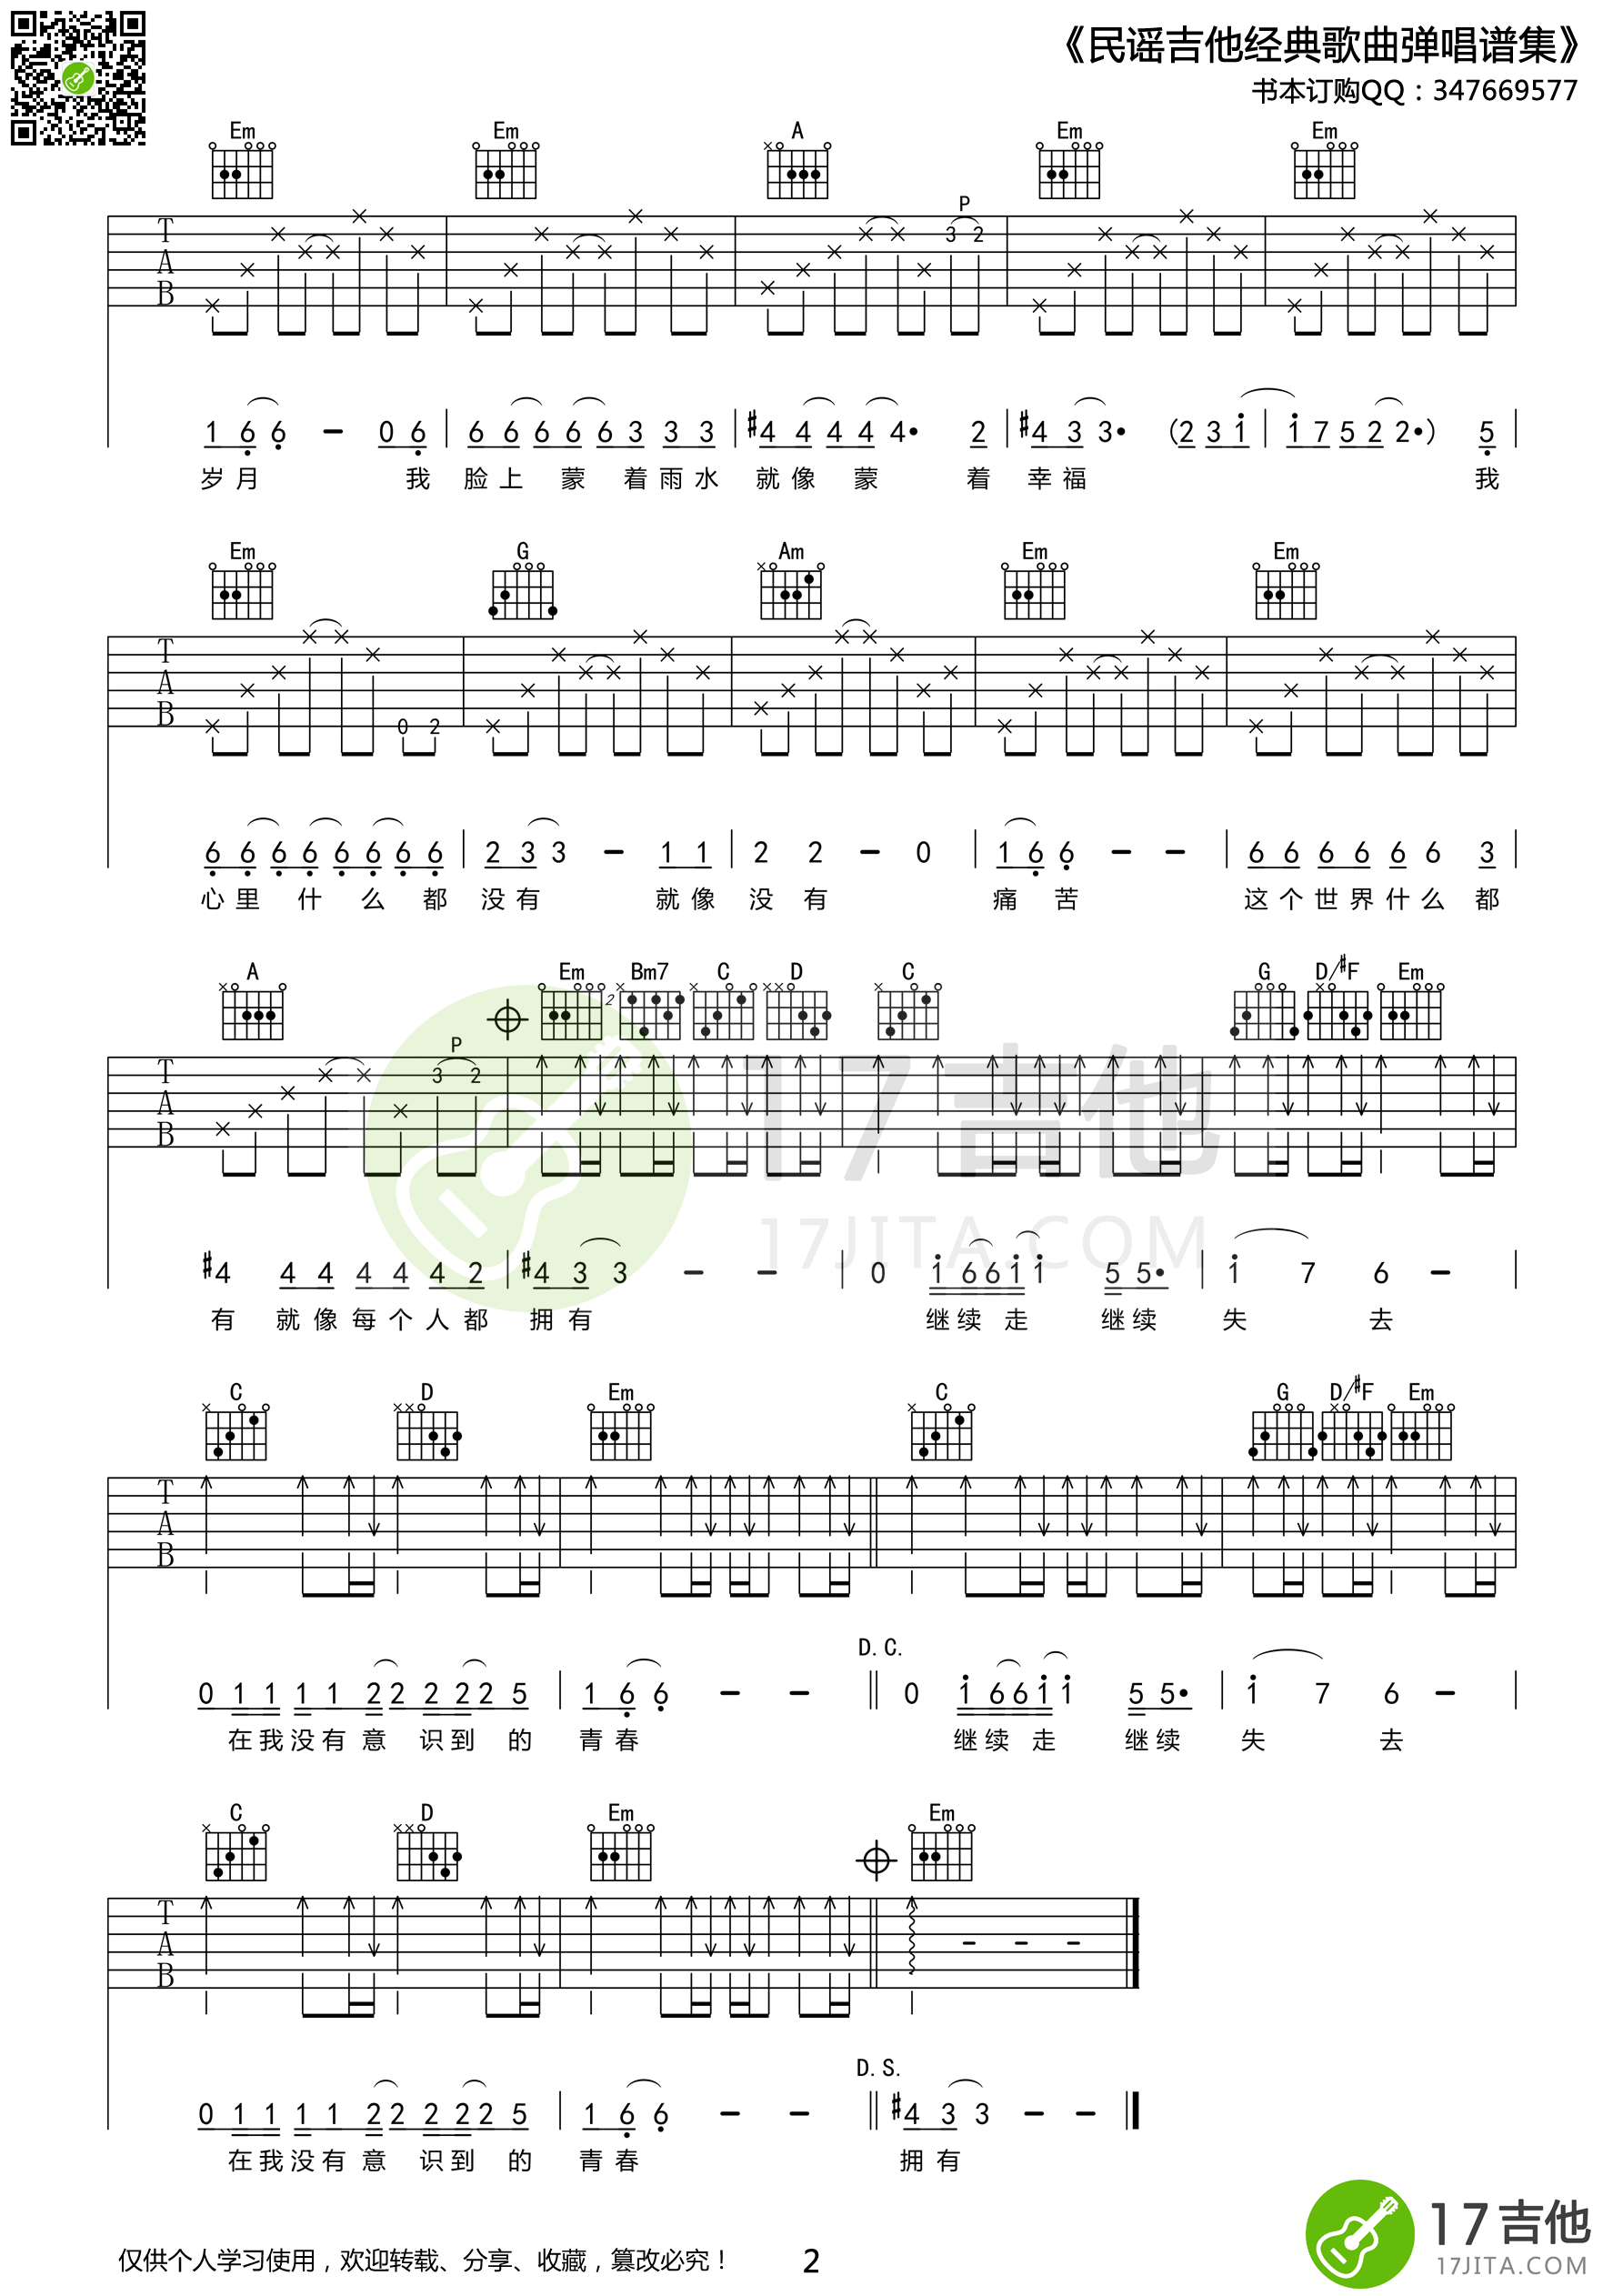 《民谣吉他经典歌曲弹唱谱集》
书本订购QQ：347669577
Em Em A Em Em
P
T 3 2
A
B
1 6 6 - 0 6 | 6 6 6 6 6 3 3 3 | #4 4 4 4 4• 2 | #4 3 3• (2 3 1 | 1 7 5 2 2•) 5 |
岁月 我 脸上 蒙 着雨水 就像 蒙 着 幸福 我
Em G Am Em Em
T
A
B 0 2
6 6 6 6 6 6 6 6 | 2 3 3 - 1 1 | 2 2 - 0 | 1 6 6 - - | 6 6 6 6 6 6 3 |
心里 什 么 都 没有 就像 没有 痛苦 这个世界什么 都
A Em Bm7 C D C G D/#F Em
2
P
T 3 2
A
B
17吉他
17JITA.COM
#4 4 4 4 4 4 2 | #4 3 3 - - | 0 1 6 6 1 1 5 5• | 1 7 6 - |
有 就像每个人都 拥有 继续走 继续 失 去
C D Em C G D/#F Em
T
A
B
D.C.
0 1 1 1 1 2 2 2 2 2 5 | 1 6 6 - - || 0 1 6 6 1 1 5 5• | 1 7 6 - |
在我没有意 识到 的 青春 继续走 继续 失 去
C D Em Em
T
A - - -
B
D.S.
0 1 1 1 1 2 2 2 2 2 5 | 1 6 6 - - || #4 3 3 - - |
在我没有意 识到 的 青春 拥有
仅供个人学习使用，欢迎转载、分享、收藏，篡改必究！
2
17吉他
17JITA.COM